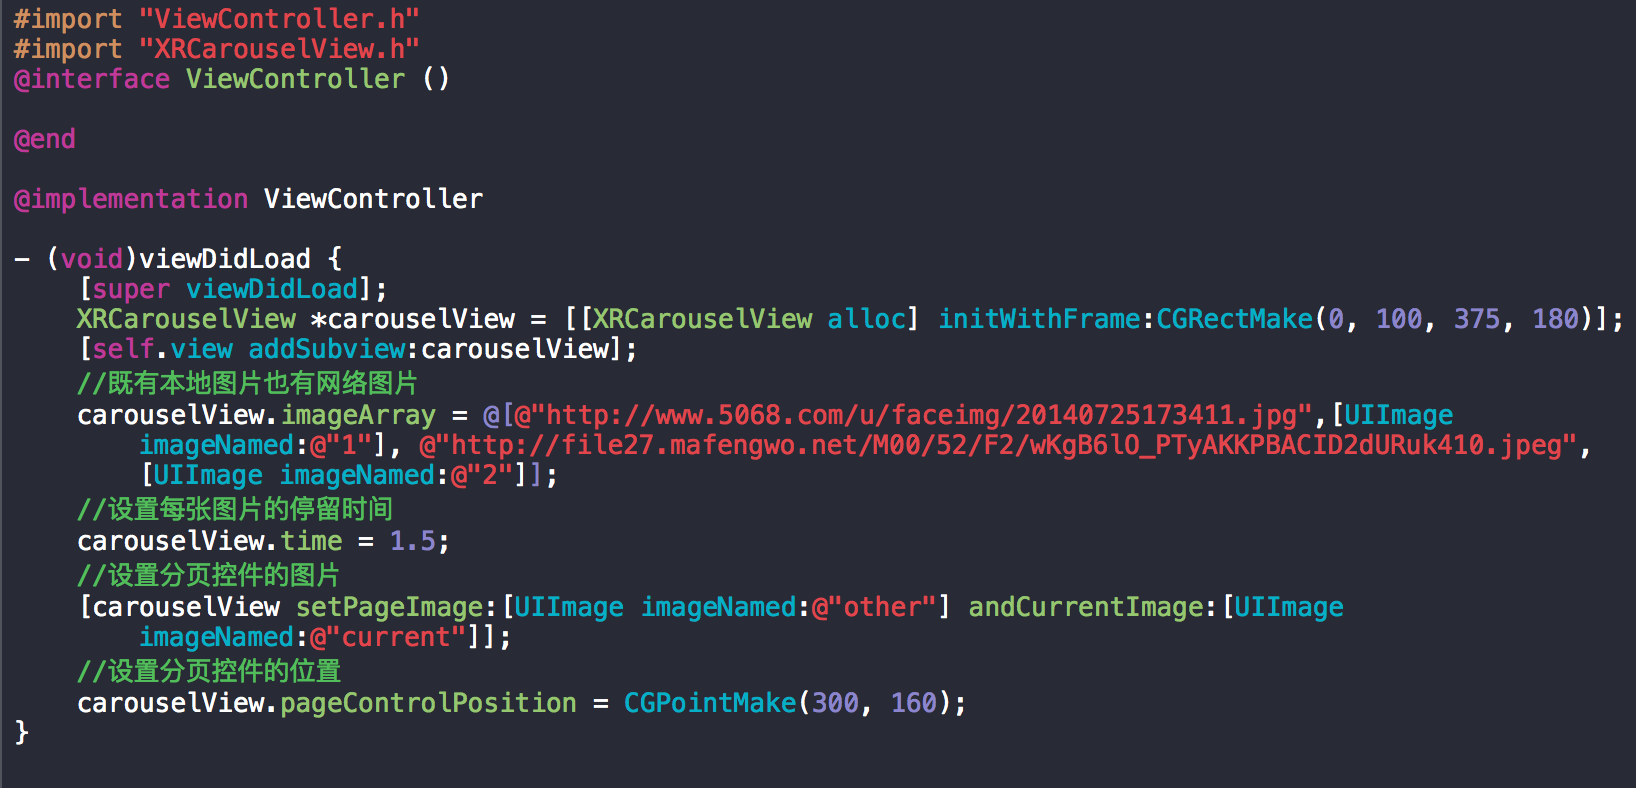 #import "ViewController.h"
#import "XRCarouselView.h"
@interface ViewController ()
@end
@implementation ViewController
- (void)viewDidLoad {
[super viewDidLoad];
XRCarouselView *carouselView = [[XRCarouselView alloc] initWithFrame:CGRectMake(0, 100, 375, 180)];
[self.view addSubview:carouselView];
//既有本地图片也有网络图片
carouselView.imageArray = @[@"http://www.5068.com/u/faceimg/20140725173411.jpg",[UIImage
imageNamed:@"1"], @"http://file27.mafengwo.net/M00/52/F2/wKgB6lO_PTyAKKPBACID2dURuk410.jpeg",
[UIImage imageNamed:@"2"]];
//设置每张图片的停留时间
carouselView.time = 1.5;
//设置分页控件的图片
[carouselView setPageImage:[UIImage imageNamed:@"other"] andCurrentImage:[UIImage
imageNamed:@"current"]];
//设置分页控件的位置
carouselView.pageControlPosition = CGPointMake(300, 160);
}